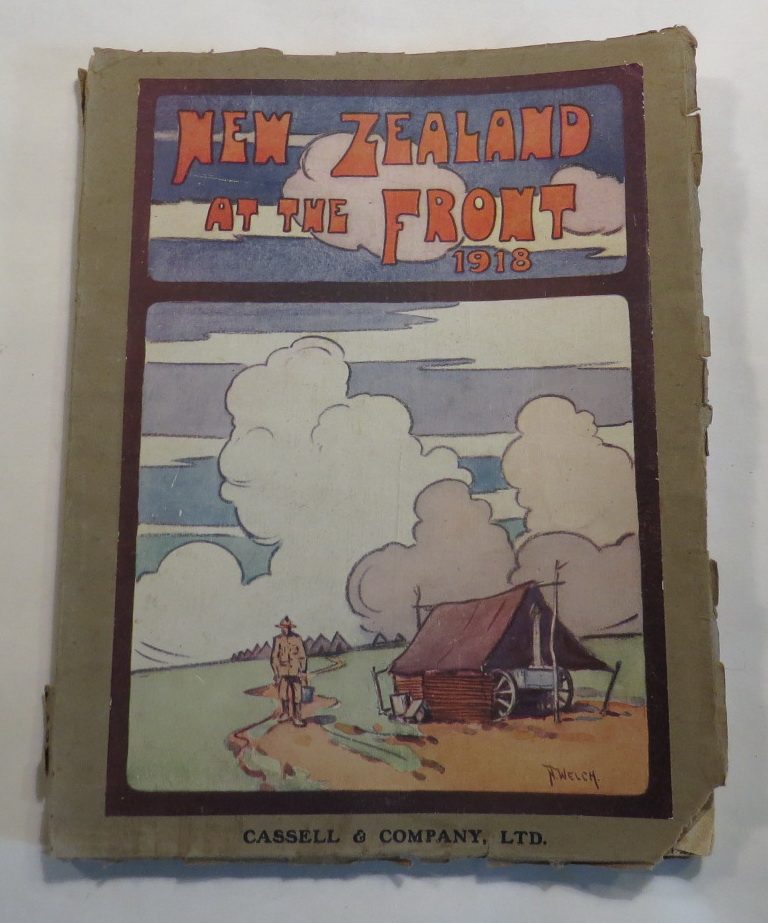 NEW ZEALAND
AT THE FRONT
1918
N WELCH.
CASSELL & COMPANY, LTD.